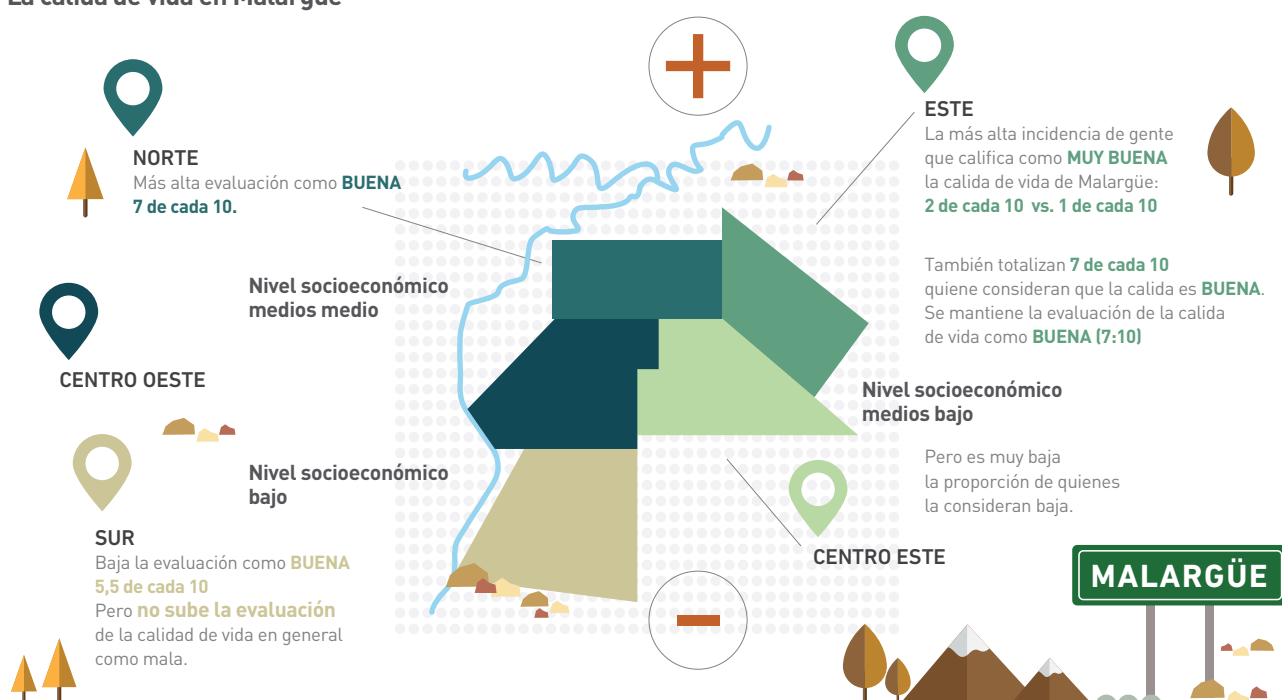 La calida de vida en Malargüe
NORTE
Más alta evaluación como BUENA
7 de cada 10.
ESTE
La más alta incidencia de gente
que califica como MUY BUENA
la calida de vida de Malargüe:
2 de cada 10 vs. 1 de cada 10
También totalizan 7 de cada 10
quiene consideran que la calida es BUENA.
Se mantiene la evaluación de la calida
de vida como BUENA (7:10)
Nivel socioeconómico
medios medio
CENTRO OESTE
Nivel socioeconómico
medios bajo
Nivel socioeconómico
bajo
Pero es muy baja
la proporción de quienes
la consideran baja.
SUR
Baja la evaluación como BUENA
5,5 de cada 10
Pero no sube la evaluación
de la calidad de vida en general
como mala.
CENTRO ESTE
MALARGÜE